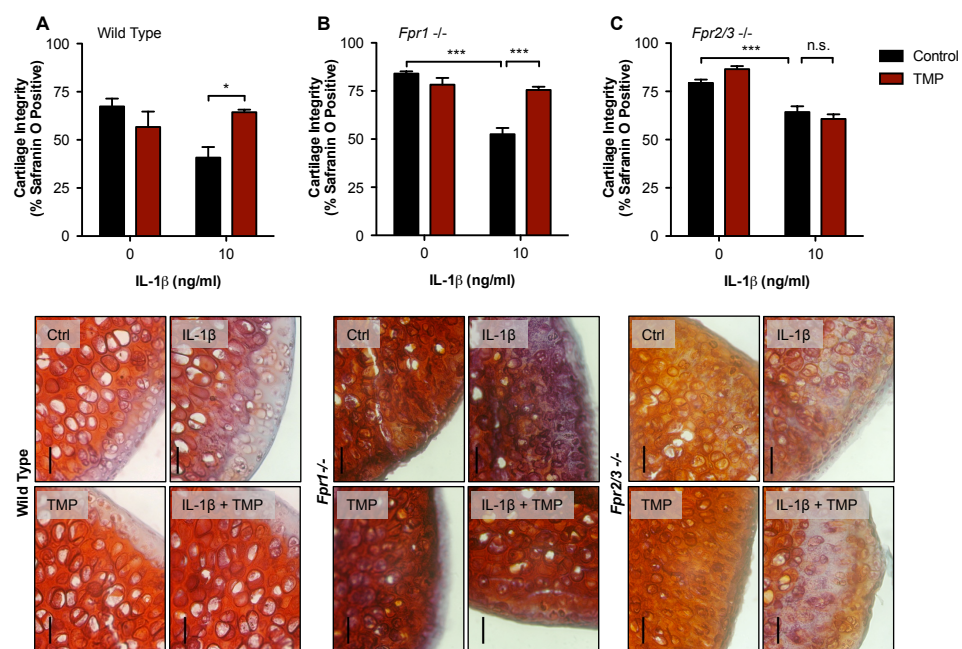 A
Wild Type
Cartilage Integrity
(% Safranin O Positive)
100
75
50
25
0
*
0
10
IL-1β (ng/ml)
B
Fpr1 -/-
Cartilage Integrity
(% Safranin O Positive)
100
75
50
25
0
***
***
0
10
IL-1β (ng/ml)
C
Fpr2/3 -/-
Cartilage Integrity
(% Safranin O Positive)
100
75
50
25
0
***
n.s.
0
10
IL-1β (ng/ml)
Control
TMP
Wild Type
Ctrl
IL-1β
TMP
IL-1β + TMP
Fpr1-/-
Ctrl
IL-1β
TMP
IL-1β + TMP
Fpr2/3 -/-
Ctrl
IL-1β
TMP
IL-1β + TMP